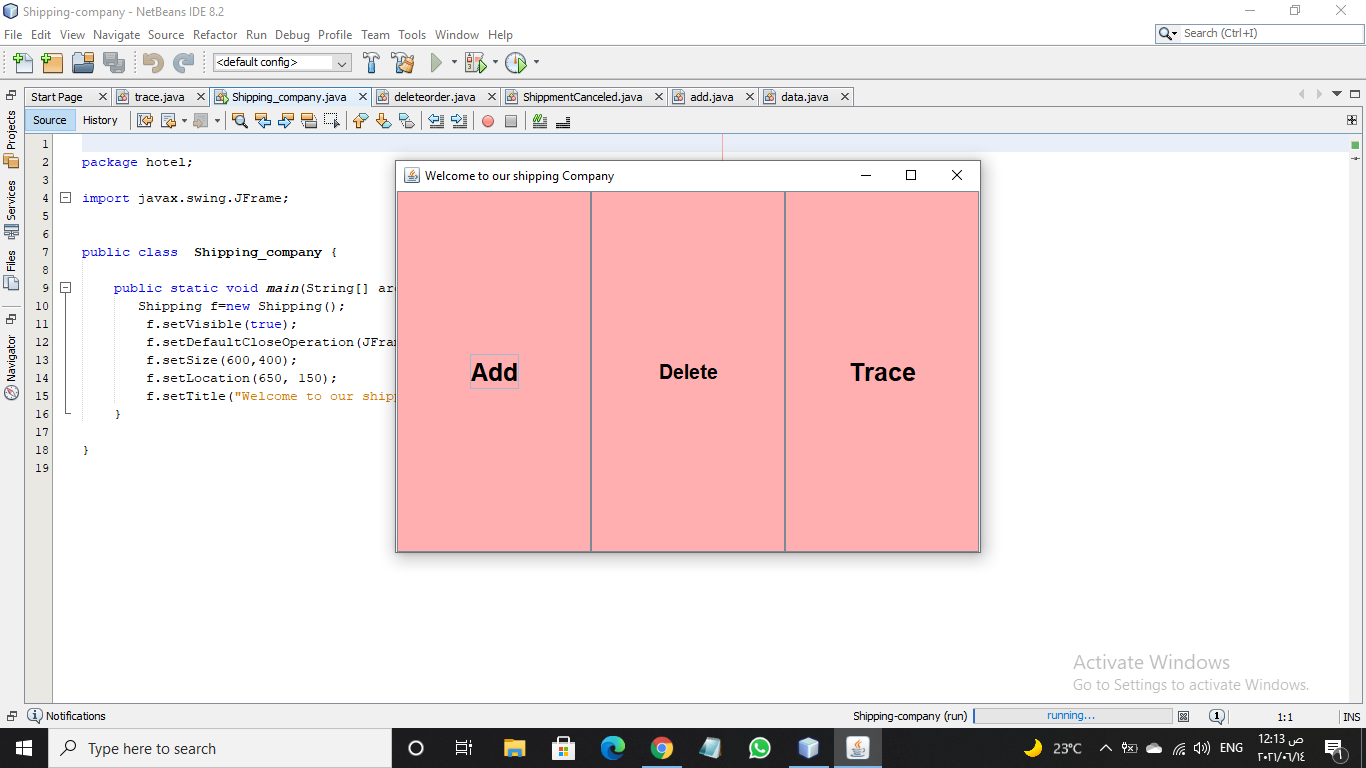 Shipping-company - NetBeans IDE 8.2
File Edit View Navigate Source Refactor Run Debug Profile Team Tools Window Help
Search (Ctrl+I)
<default config>
Start Page trace.java Shipping_company.java deleteorder.java ShippmentCanceled.java add.java data.java
Source History
Projects
Services
Files
Navigator
1
2 package hotel;
3
4 import javax.swing.JFrame;
5
6
7 public class Shipping_company {
8
9 public static void main(String[] ar
10 Shipping f=new Shipping();
11 f.setVisible(true);
12 f.setDefaultCloseOperation(JFra
13 f.setSize(600,400);
14 f.setLocation(650, 150);
15 f.setTitle("Welcome to our ship
16 }
17
18 }
19
Welcome to our shipping Company
Add Delete Trace
Activate Windows
Go to Settings to activate Windows.
Notifications
Shipping-company (run) running... 1 1:1 INS
Type here to search
23°C ENG
12:13 ص
٢٠٢١/٠٦/١٤
1